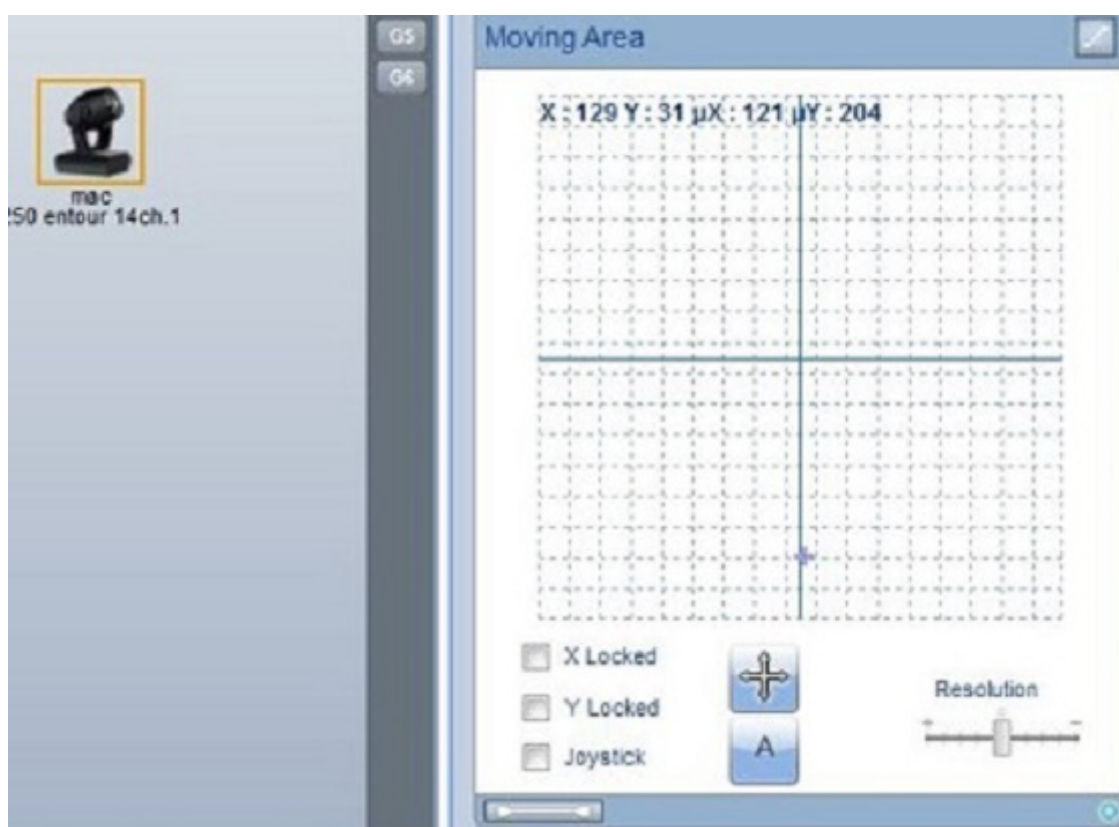 G5
G6
mac
250 entour 14ch.1
Moving Area
X : 129 Y : 31 µX : 121 µY : 204
X Locked
Y Locked
Joystick
A
Resolution
+ -